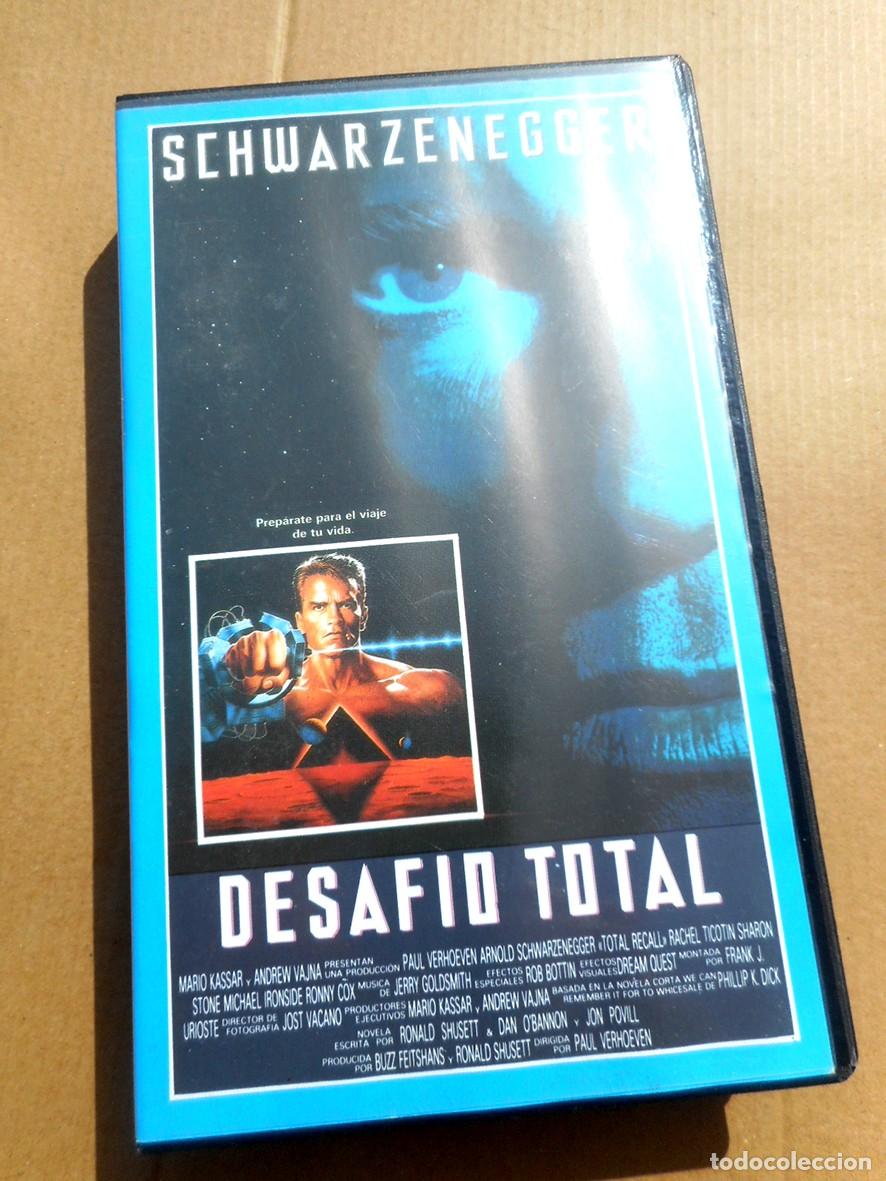 SCHWARZENEGGER
Prepárate para el viaje
de tu vida.
DESAFIO TOTAL
MARIO KASSAR Y ANDREW VAJNA PRESENTAN UNA PRODUCCIÓN PAUL VERHOEVEN ARNOLD SCHWARZENEGGER «TOTAL RECALL» RACHEL TICOTIN SHARON
STONE MICHAEL IRONSIDE RONNY COX MUSICA DE JERRY GOLDSMITH EFECTOS ESPECIALES ROB BOTTIN EFECTOS VISUALES DREAM QUEST MONTADA POR FRANK J.
URIOSTE DIRECTOR DE FOTOGRAFIA JOST VACANO PRODUCTORES EJECUTIVOS MARIO KASSAR Y ANDREW VAJNA BASADA EN LA NOVELA CORTA WE CAN REMEMBER IT FOR TO WHICESALE DE PHILLIP K. DICK
NOVELA ESCRITA POR RONALD SHUSETT & DAN O'BANNON Y JON POVILL
PRODUCIDA POR BUZZ FEITSHANS Y RONALD SHUSETT DIRIGIDA POR PAUL VERHOEVEN
todocoleccion